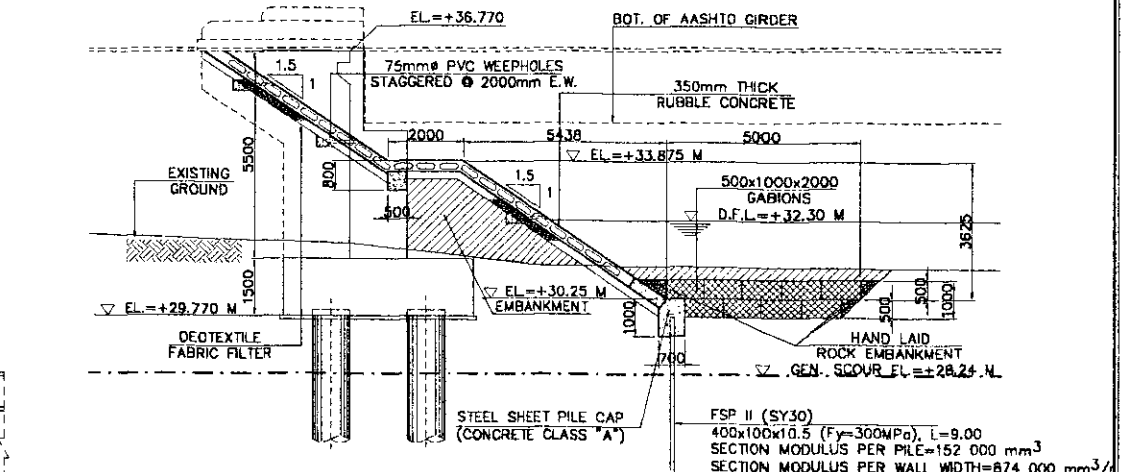 EL.=+36.770
BOT. OF AASHTO GIRDER
1.5
1
75mmø PVC WEEPHOLES
STAGGERED @ 2000mm E.W.
350mm THICK
RUBBLE CONCRETE
2000
5438
5000
EL.=+33.875 M
EXISTING
GROUND
5500
800
1.5
1
500x1000x2000
GABIONS
500
D.F.L=+32.30 M
3625
1500
EL.=+30.25 M
EMBANKMENT
EL.=+29.770 M
500
500
1000
1000
GEOTEXTILE
FABRIC FILTER
700
HAND LAID
ROCK EMBANKMENT
GEN. SCOUR EL.=+28.24 M
STEEL SHEET PILE CAP
(CONCRETE CLASS "A")
FSP II (SY30)
400x100x10.5 (Fy=300MPa), L=9.00
SECTION MODULUS PER PILE=152 000 mm³
SECTION MODULUS PER WALL WIDTH=874 000 mm³/